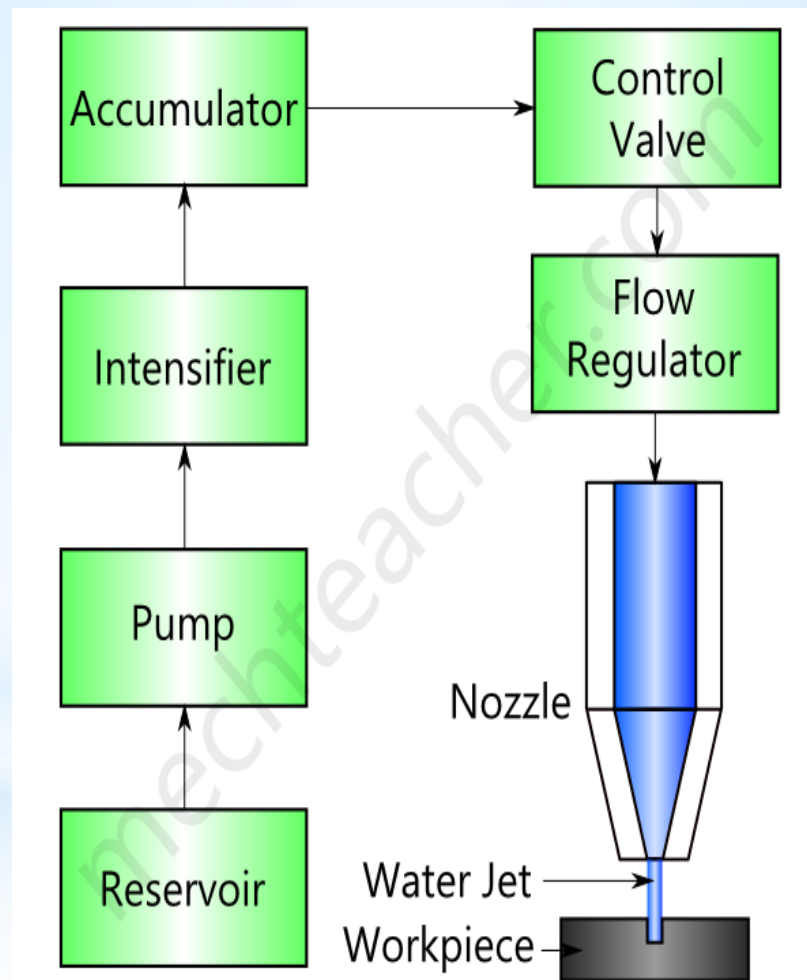 Accumulator
Control
Valve
Intensifier
Flow
Regulator
Pump
Nozzle
Reservoir
Water Jet
Workpiece
mechteacher.com